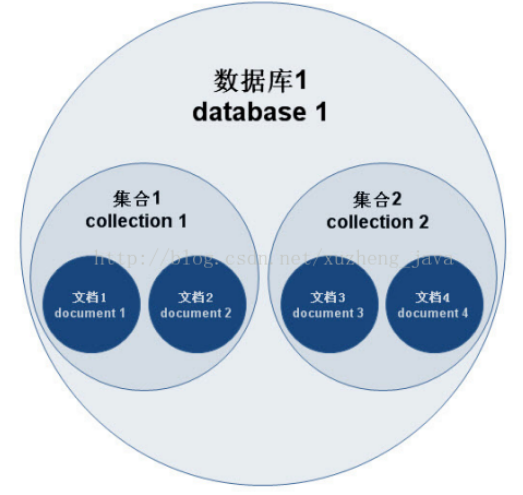 数据库1
database 1
集合1
collection 1
集合2
collection 2
http://blog.csdn.net/xuzheng_java
文档1
document 1
文档2
document 2
文档3
document 3
文档4
document 4